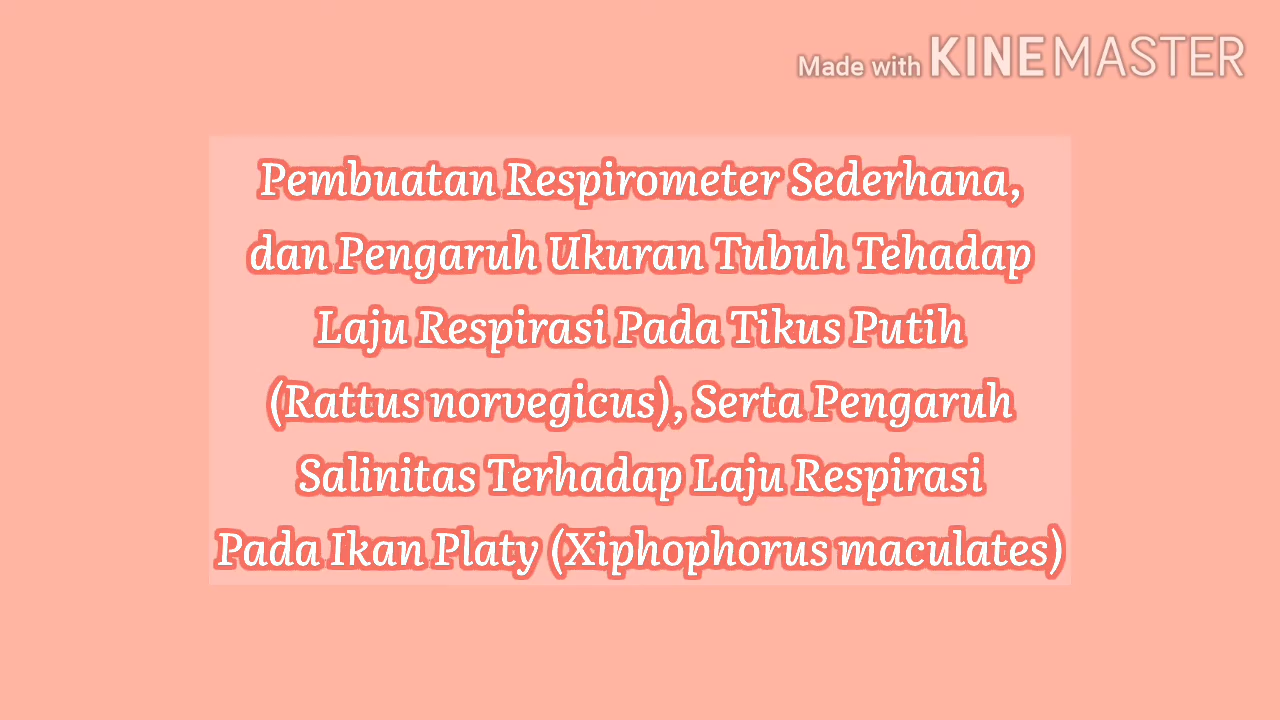 Made with KINEMASTER
Pembuatan Respirometer Sederhana,
dan Pengaruh Ukuran Tubuh Tehadap
Laju Respirasi Pada Tikus Putih
(Rattus norvegicus), Serta Pengaruh
Salinitas Terhadap Laju Respirasi
Pada Ikan Platy (Xiphophorus maculates)